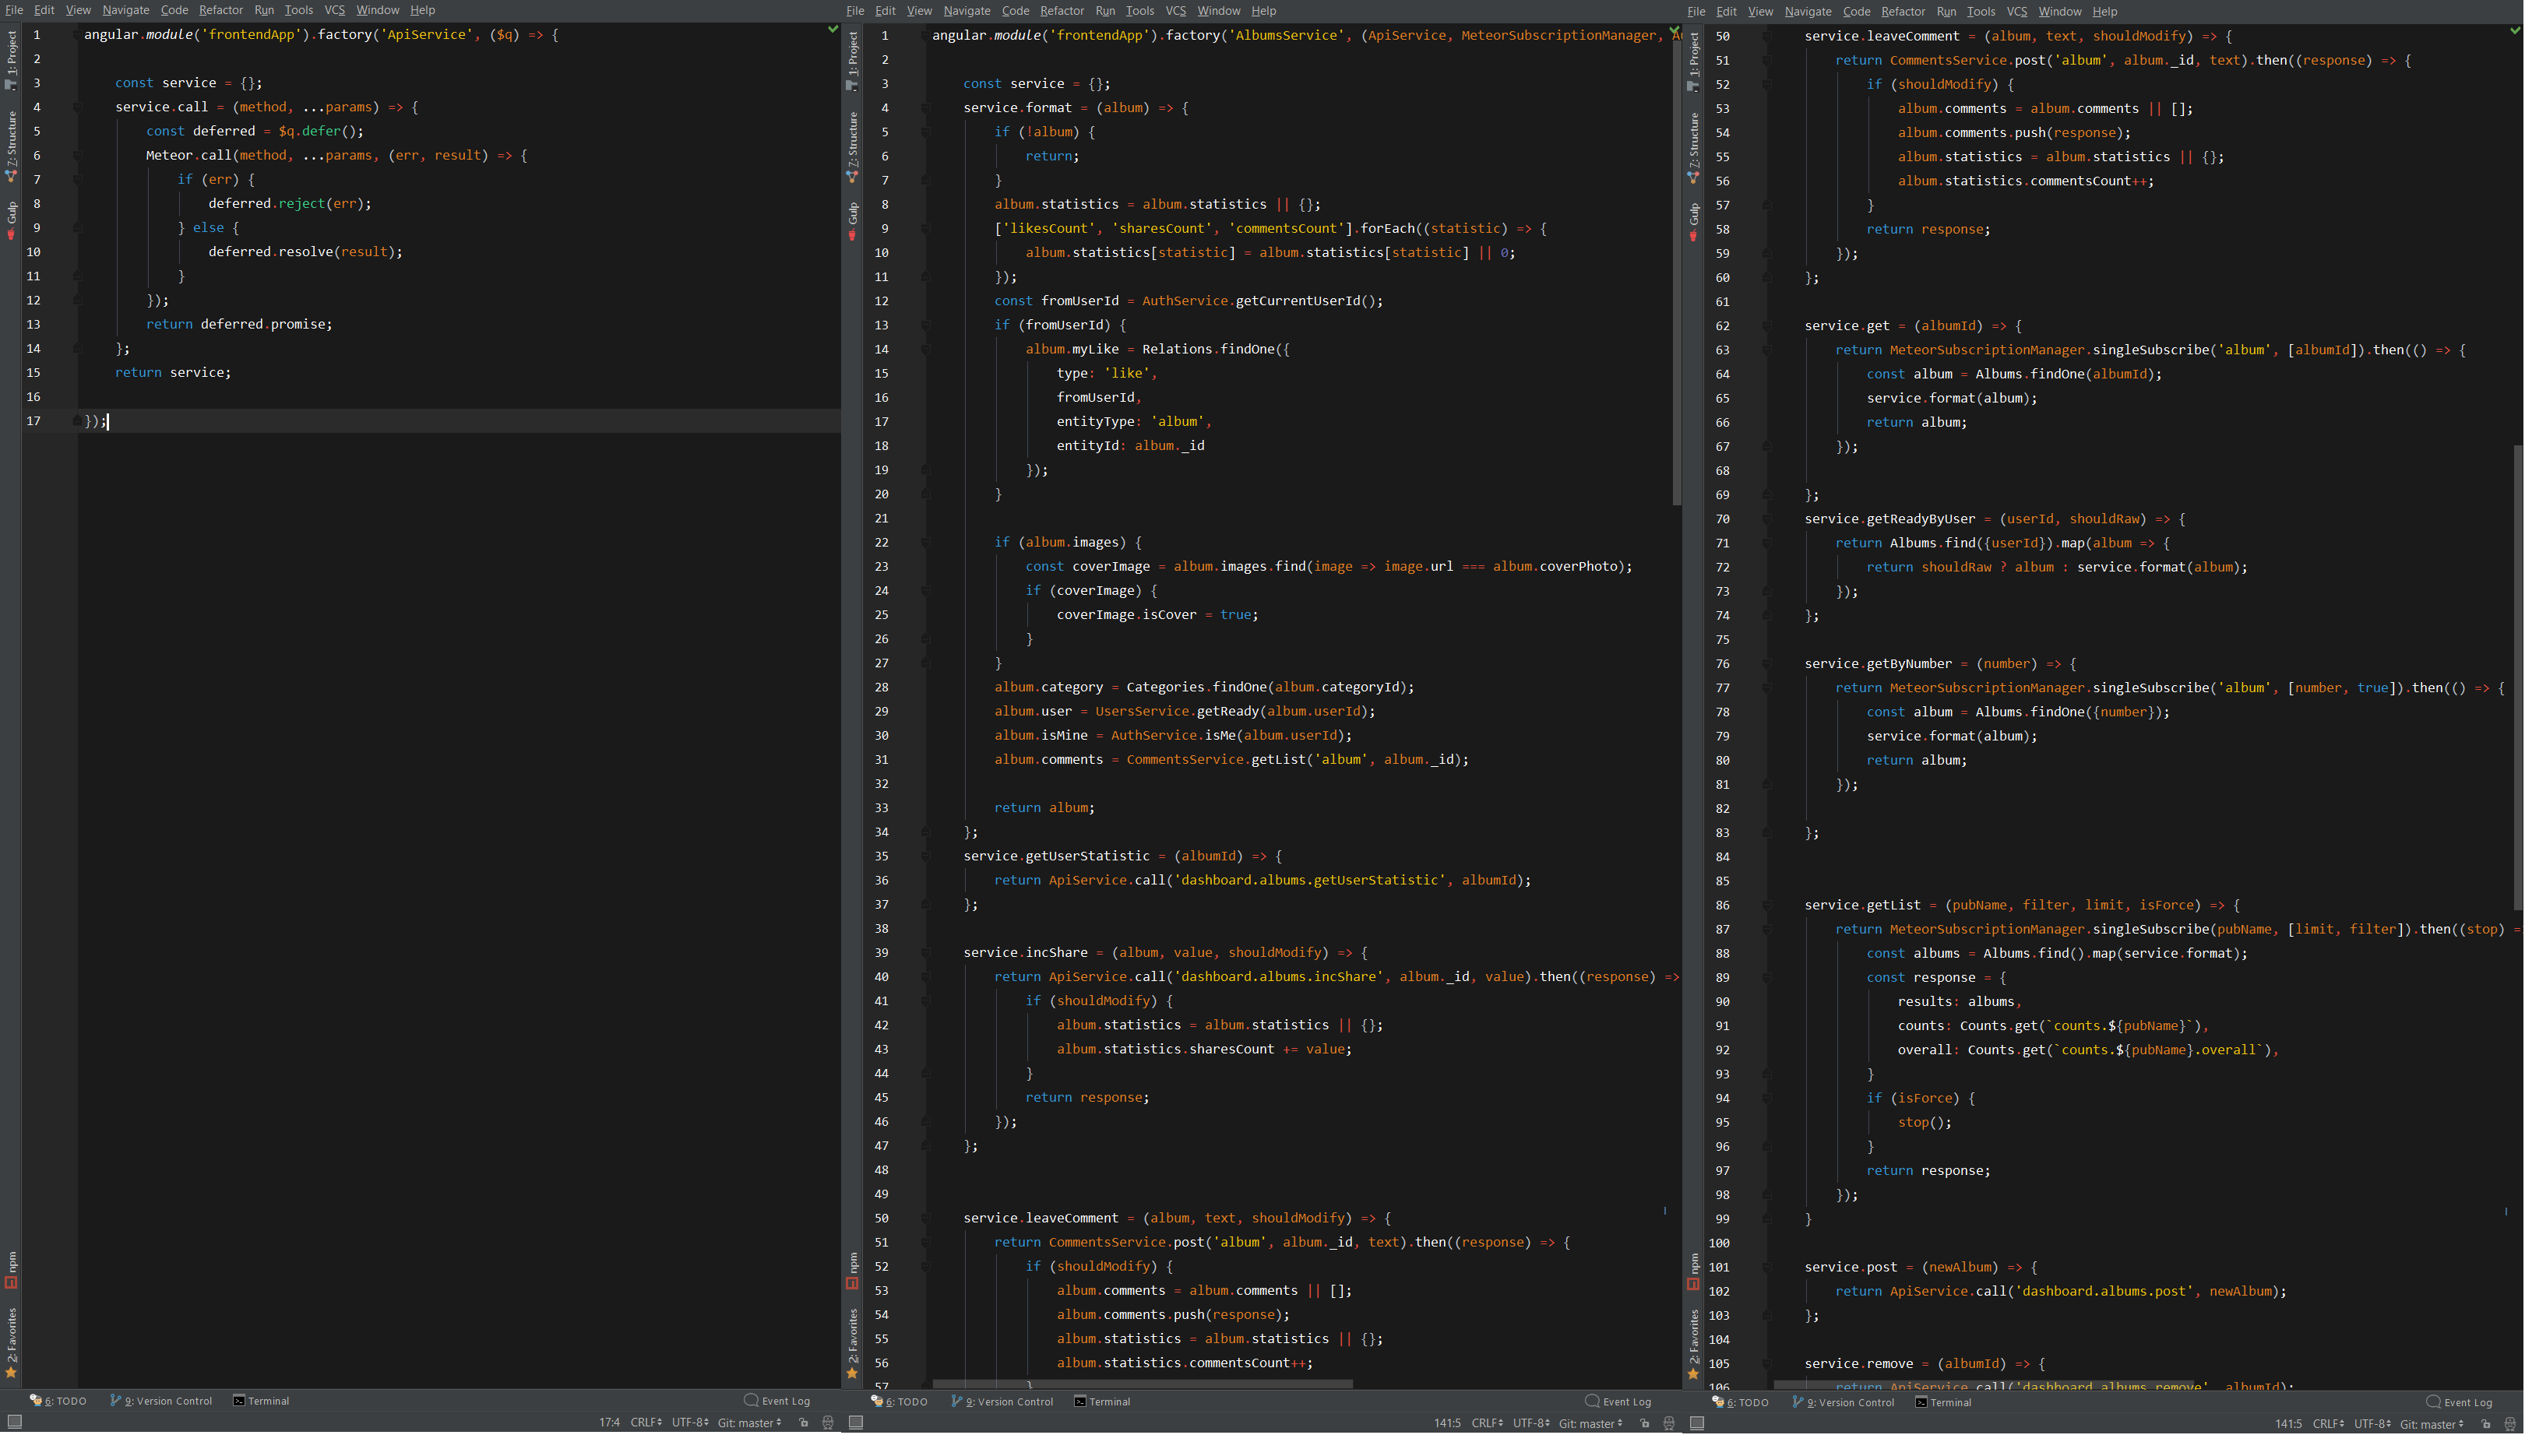 File Edit View Navigate Code Refactor Run Tools VCS Window Help
1: Project
7: Structure
Gulp
npm
2: Favorites
1 angular.module('frontendApp').factory('ApiService', ($q) => {
2
3 const service = {};
4 service.call = (method, ...params) => {
5 const deferred = $q.defer();
6 Meteor.call(method, ...params, (err, result) => {
7 if (err) {
8 deferred.reject(err);
9 } else {
10 deferred.resolve(result);
11 }
12 });
13 return deferred.promise;
14 };
15 return service;
16
17 });
6: TODO 9: Version Control Terminal Event Log
17:4 CRLF UTF-8 Git: master
File Edit View Navigate Code Refactor Run Tools VCS Window Help
1: Project
7: Structure
Gulp
npm
2: Favorites
1 angular.module('frontendApp').factory('AlbumsService', (ApiService, MeteorSubscriptionManager,
2
3 const service = {};
4 service.format = (album) => {
5 if (!album) {
6 return;
7 }
8 album.statistics = album.statistics || {};
9 ['likesCount', 'sharesCount', 'commentsCount'].forEach((statistic) => {
10 album.statistics[statistic] = album.statistics[statistic] || 0;
11 });
12 const fromUserId = AuthService.getCurrentUserId();
13 if (fromUserId) {
14 album.myLike = Relations.findOne({
15 type: 'like',
16 fromUserId,
17 entityType: 'album',
18 entityId: album._id
19 });
20 }
21
22 if (album.images) {
23 const coverImage = album.images.find(image => image.url === album.coverPhoto);
24 if (coverImage) {
25 coverImage.isCover = true;
26 }
27 }
28 album.category = Categories.findOne(album.categoryId);
29 album.user = UsersService.getReady(album.userId);
30 album.isMine = AuthService.isMe(album.userId);
31 album.comments = CommentsService.getList('album', album._id);
32
33 return album;
34 };
35 service.getUserStatistic = (albumId) => {
36 return ApiService.call('dashboard.albums.getUserStatistic', albumId);
37 };
38
39 service.incShare = (album, value, shouldModify) => {
40 return ApiService.call('dashboard.albums.incShare', album._id, value).then((response) =>
41 if (shouldModify) {
42 album.statistics = album.statistics || {};
43 album.statistics.sharesCount += value;
44 }
45 return response;
46 });
47 };
48
49
50 service.leaveComment = (album, text, shouldModify) => {
51 return CommentsService.post('album', album._id, text).then((response) => {
52 if (shouldModify) {
53 album.comments = album.comments || [];
54 album.comments.push(response);
55 album.statistics = album.statistics || {};
56 album.statistics.commentsCount++;
57 }
6: TODO 9: Version Control Terminal Event Log
141:5 CRLF UTF-8 Git: master
File Edit View Navigate Code Refactor Run Tools VCS Window Help
1: Project
7: Structure
Gulp
npm
2: Favorites
50 service.leaveComment = (album, text, shouldModify) => {
51 return CommentsService.post('album', album._id, text).then((response) => {
52 if (shouldModify) {
53 album.comments = album.comments || [];
54 album.comments.push(response);
55 album.statistics = album.statistics || {};
56 album.statistics.commentsCount++;
57 }
58 return response;
59 });
60 };
61
62 service.get = (albumId) => {
63 return MeteorSubscriptionManager.singleSubscribe('album', [albumId]).then(() => {
64 const album = Albums.findOne(albumId);
65 service.format(album);
66 return album;
67 });
68
69 };
70 service.getReadyByUser = (userId, shouldRaw) => {
71 return Albums.find({userId}).map(album => {
72 return shouldRaw ? album : service.format(album);
73 });
74 };
75
76 service.getByNumber = (number) => {
77 return MeteorSubscriptionManager.singleSubscribe('album', [number, true]).then(() => {
78 const album = Albums.findOne({number});
79 service.format(album);
80 return album;
81 });
82
83 };
84
85
86 service.getList = (pubName, filter, limit, isForce) => {
87 return MeteorSubscriptionManager.singleSubscribe(pubName, [limit, filter]).then((stop) =
88 const albums = Albums.find().map(service.format);
89 const response = {
90 results: albums,
91 counts: Counts.get(`counts.${pubName}`),
92 overall: Counts.get(`counts.${pubName}.overall`),
93 }
94 if (isForce) {
95 stop();
96 }
97 return response;
98 });
99 }
100
101 service.post = (newAlbum) => {
102 return ApiService.call('dashboard.albums.post', newAlbum);
103 };
104
105 service.remove = (albumId) => {
106 return ApiService.call('dashboard.albums.remove', albumId);
6: TODO 9: Version Control Terminal Event Log
141:5 CRLF UTF-8 Git: master